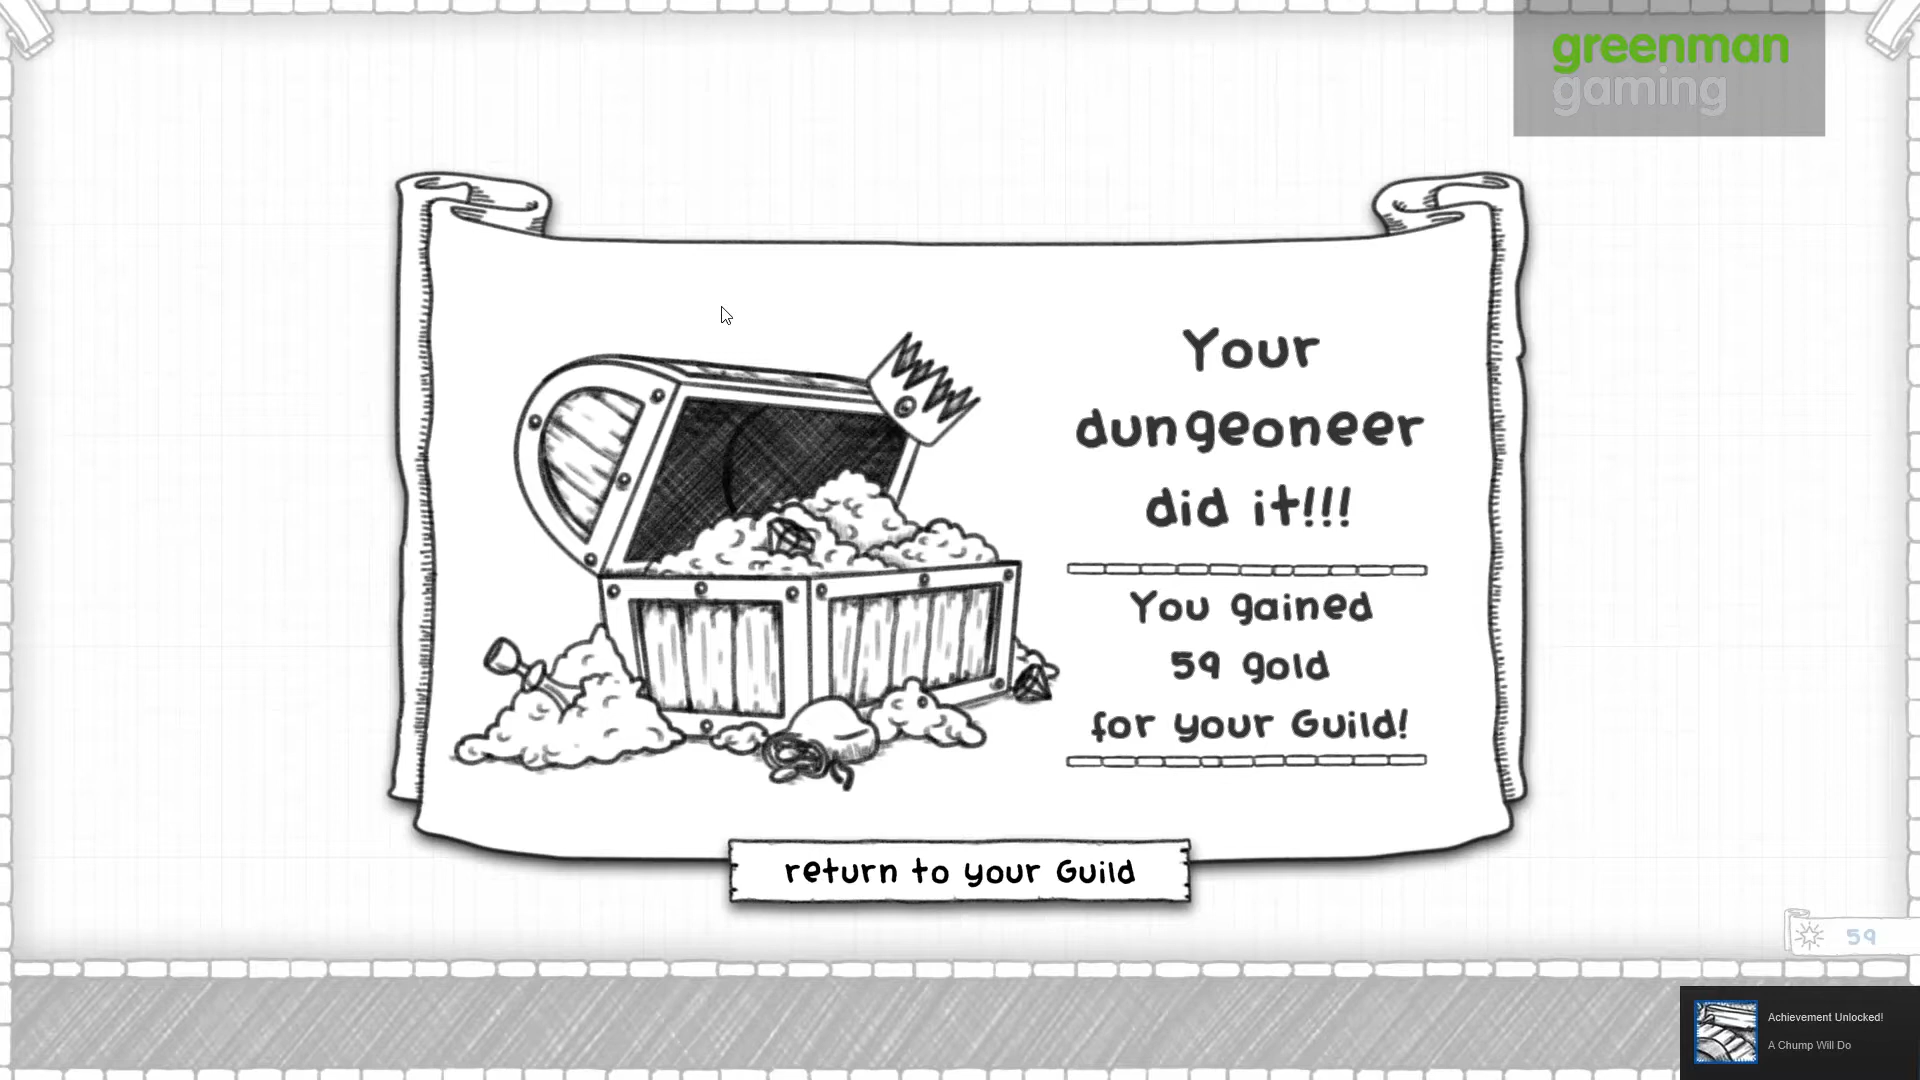 greenman
gaming
Your
dungeoneer
did it!!!
You gained
59 gold
for your Guild!
return to your Guild
59
Achievement Unlocked!
A Chump Will Do